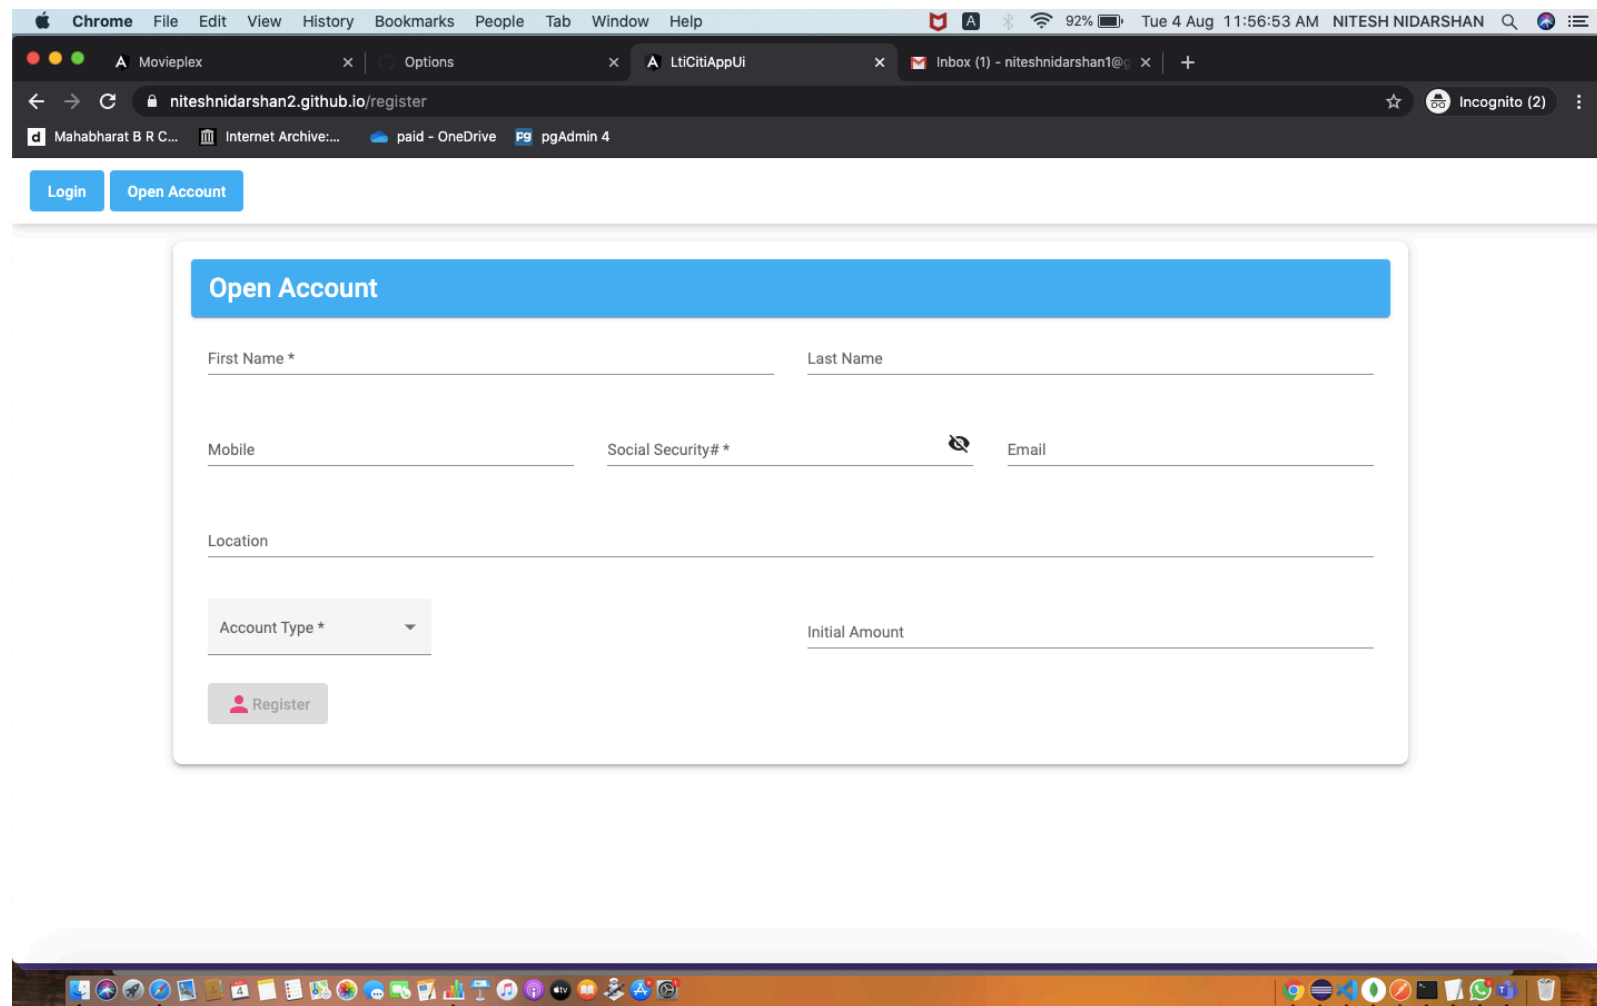 Chrome File Edit View History Bookmarks People Tab Window Help A 92% Tue 4 Aug 11:56:53 AM NITESH NIDARSHAN
Movieplex Options LtiCitiAppUi Inbox (1) - niteshnidarshan1@g
niteshnidarshan2.github.io/register Incognito (2)
d Mahabharat B R C... Internet Archive:... paid - OneDrive Pg pgAdmin 4
Login Open Account
Open Account
First Name * Last Name
Mobile Social Security# * Email
Location
Account Type * Initial Amount
Register